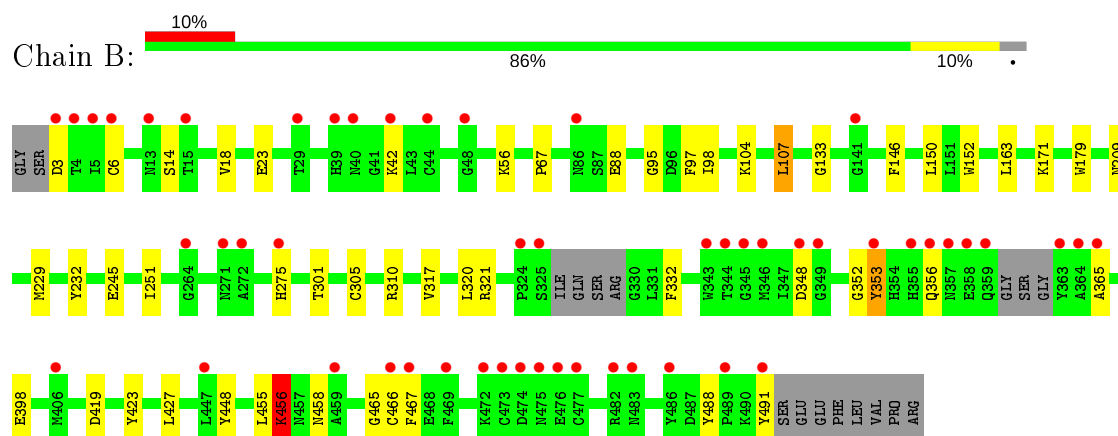 10%
Chain B:
86% 10% •
GLY SER D3 T4 I5 C6 N13 S14 T15 V18 E23 T29 H39 N40 G41 K42 L43 C44 G48 K56 P67 N86 S87 E88 G95 D96 F97 I98 K104 L107 G133 G141 F146 L150 L151 W152 L163 K171 W179
M229 Y232 E245 I251 G264 N271 A272 H275 T301 C305 R310 V317 L320 R321 P324 S325 ILE GLN SER ARG G330 L331 F332 W343 T344 G345 M346 I347 D348 G349 G352 Y353 H354 H355 Q356 N357 E358 Q359 GLY SER GLY Y363 A364 A365
E398 M406 D419 Y423 L427 L447 Y448 L455 K456 N457 N458 A459 G465 C466 F467 E468 F469 K472 C473 D474 N475 E476 C477 R482 N483 Y486 D487 Y488 P489 K490 Y491 SER GLU GLU PHE LEU VAL PRO ARG